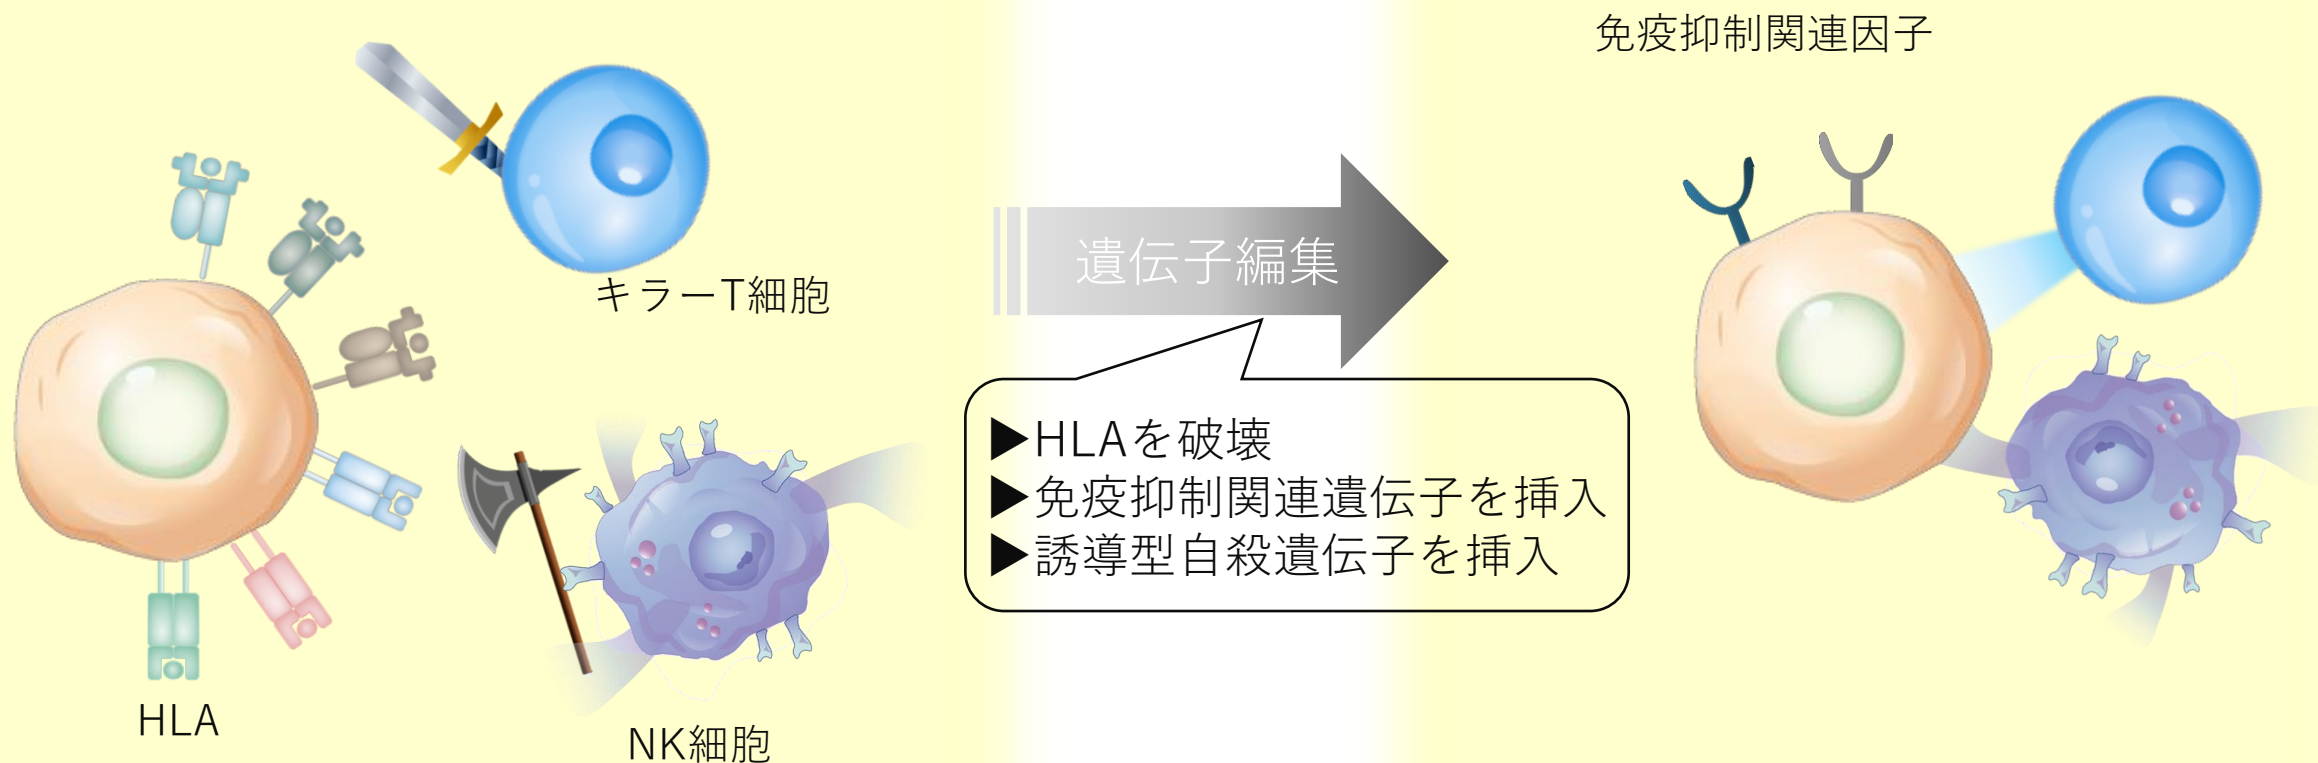 免疫抑制関連因子
キラーT細胞
遺伝子編集
▶HLAを破壊
▶免疫抑制関連遺伝子を挿入
▶誘導型自殺遺伝子を挿入
HLA
NK細胞